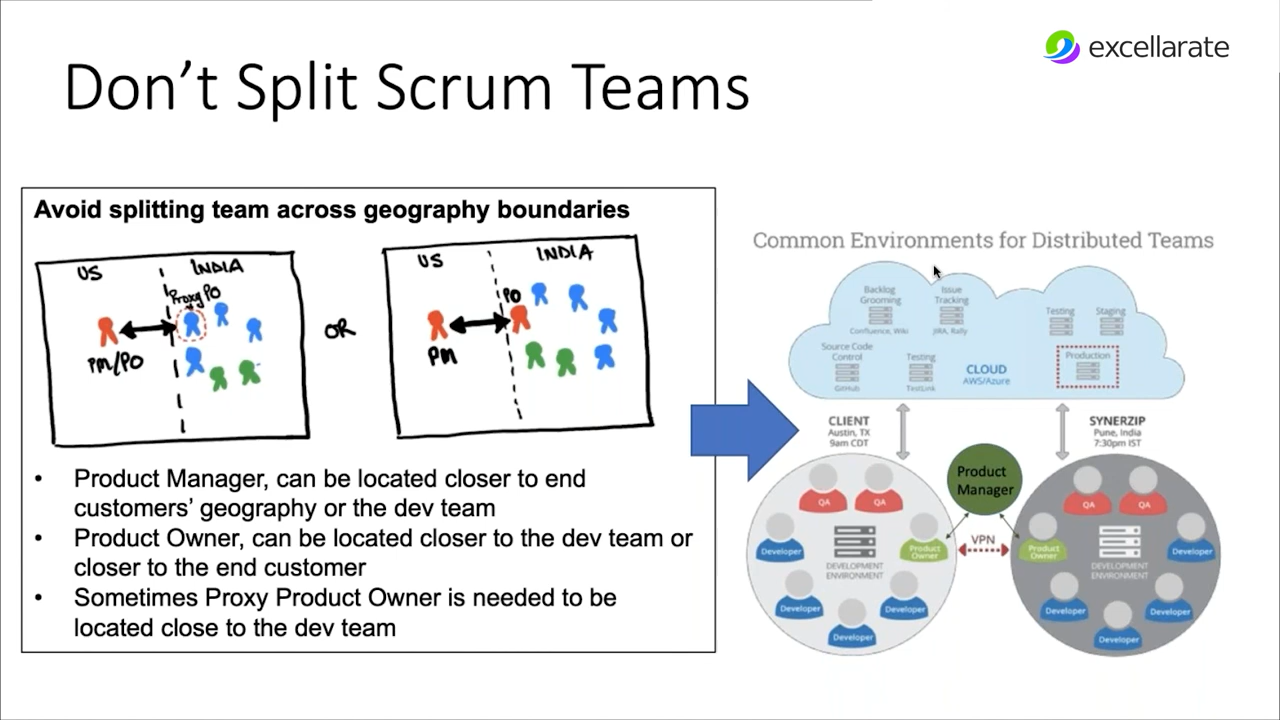 excellarate
Don't Split Scrum Teams
Avoid splitting team across geography boundaries
US
INDIA
Proxy PO
PM/PO
OR
US
INDIA
PO
PM
• Product Manager, can be located closer to end
customers' geography or the dev team
• Product Owner, can be located closer to the dev team or
closer to the end customer
• Sometimes Proxy Product Owner is needed to be
located close to the dev team
Common Environments for Distributed Teams
Backlog
Grooming
Confluence, Wiki
Issue
Tracking
JIRA, Rally
Testing
Staging
Source Code
Control
GitHub
Testing
TestLink
CLOUD
AWS/Azure
Production
CLIENT
Austin, TX
9am CDT
SYNERZIP
Pune, India
7:30pm IST
Product
Manager
QA
QA
Developer
Product
Owner
DEVELOPMENT
ENVIRONMENT
Developer
Developer
Developer
VPN
QA
QA
Product
Owner
Developer
DEVELOPMENT
ENVIRONMENT
Developer
Developer
Developer